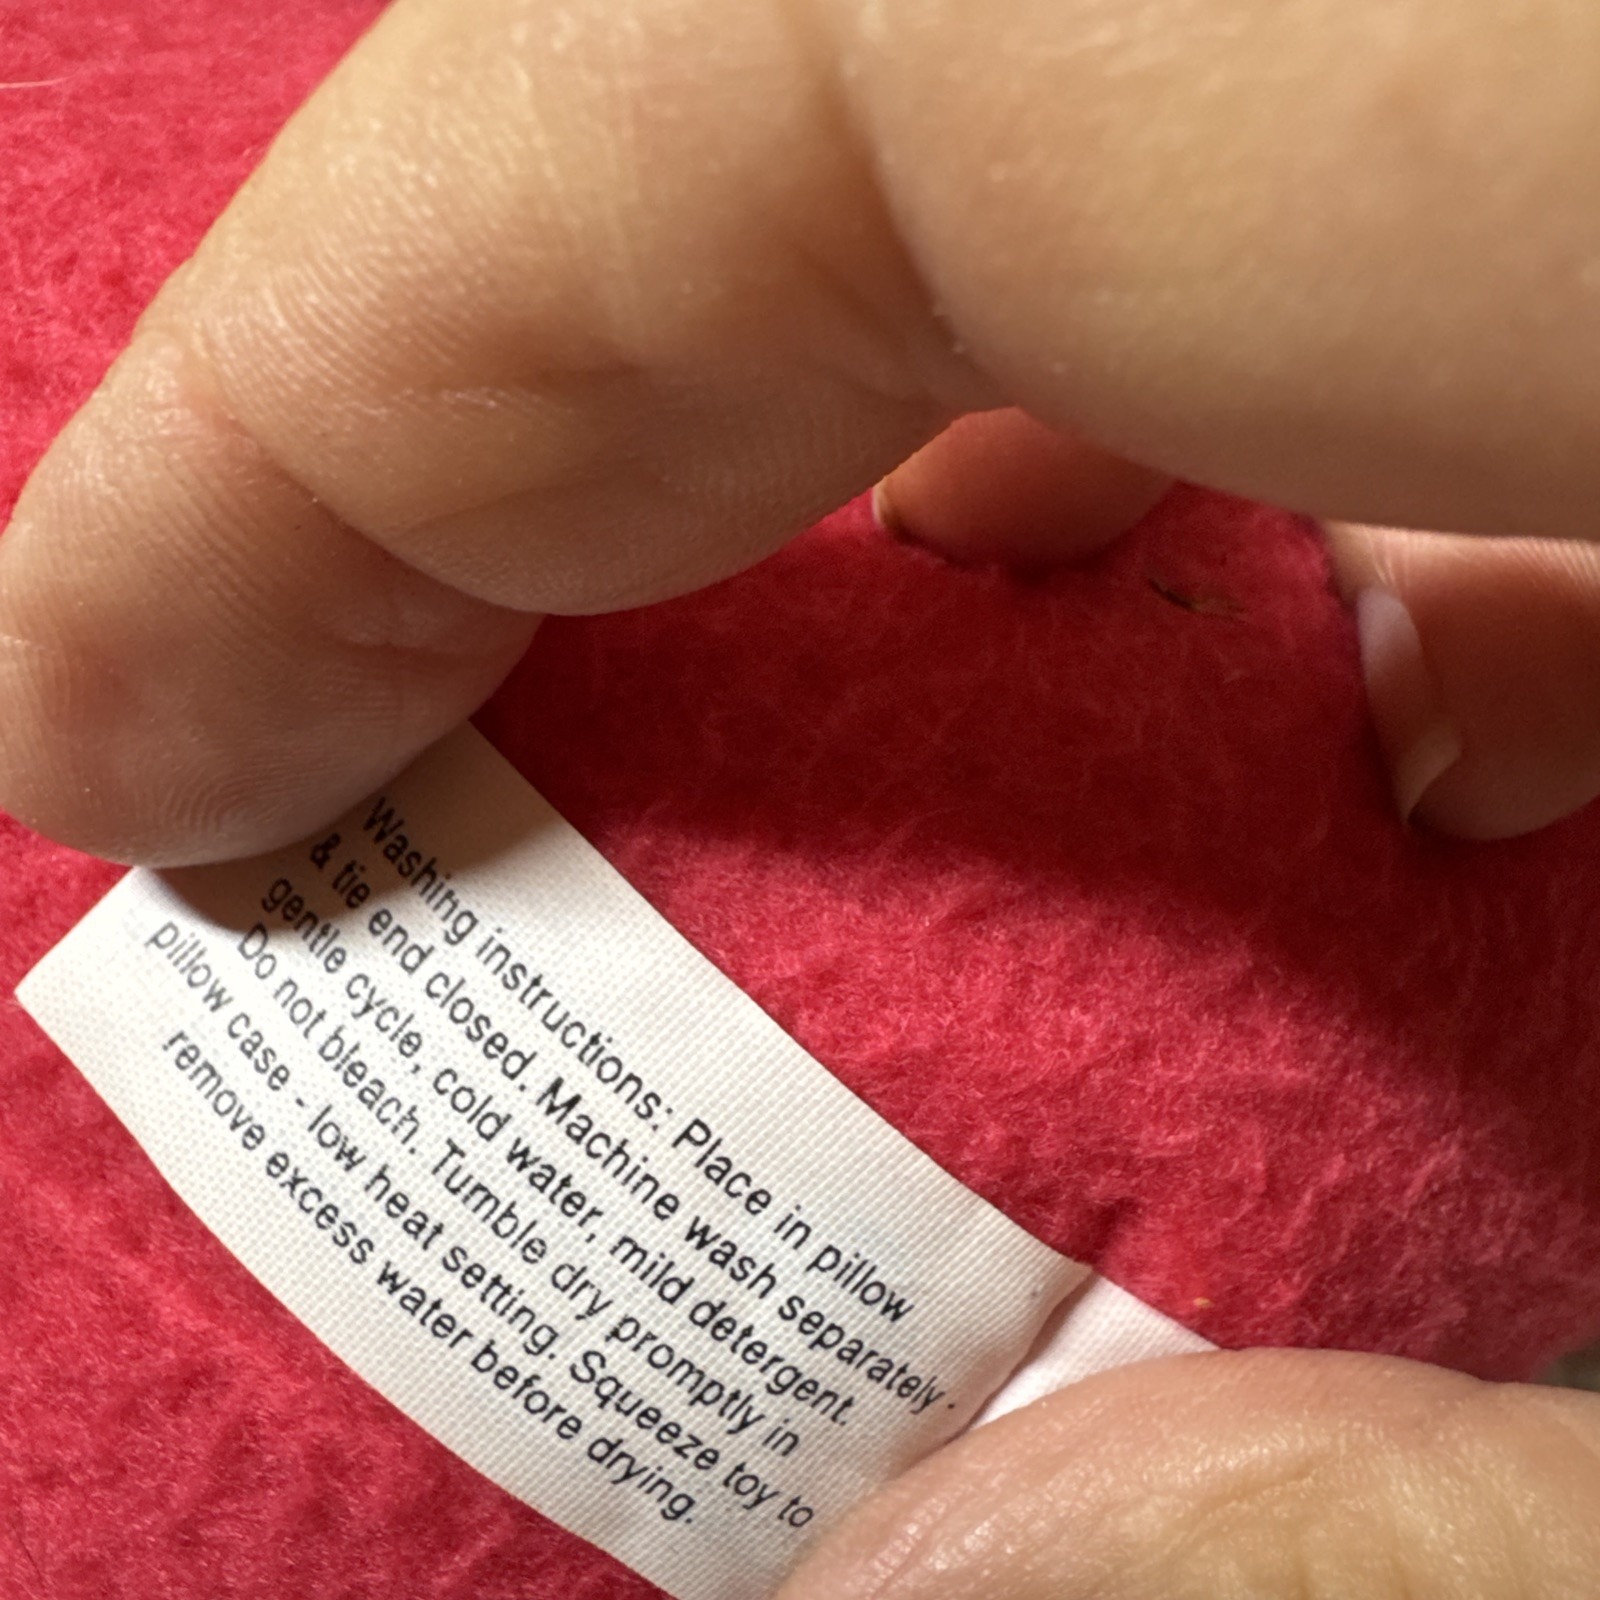 Washing instructions: Place in pillow
& tie end closed. Machine wash separately.
gentle cycle, cold water, mild detergent.
Do not bleach. Tumble dry promptly in
pillow case - low heat setting. Squeeze toy to
remove excess water before drying.